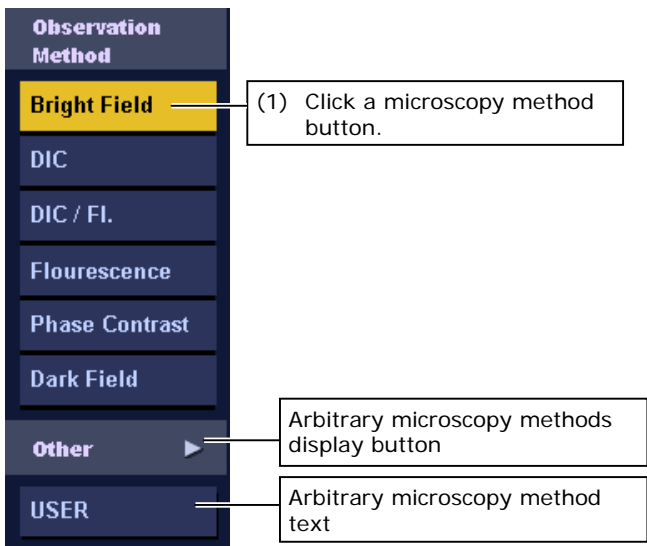 Observation
Method
Bright Field
(1) Click a microscopy method
button.
DIC
DIC / Fl.
Flourescence
Phase Contrast
Dark Field
Other
Arbitrary microscopy methods
display button
USER
Arbitrary microscopy method
text